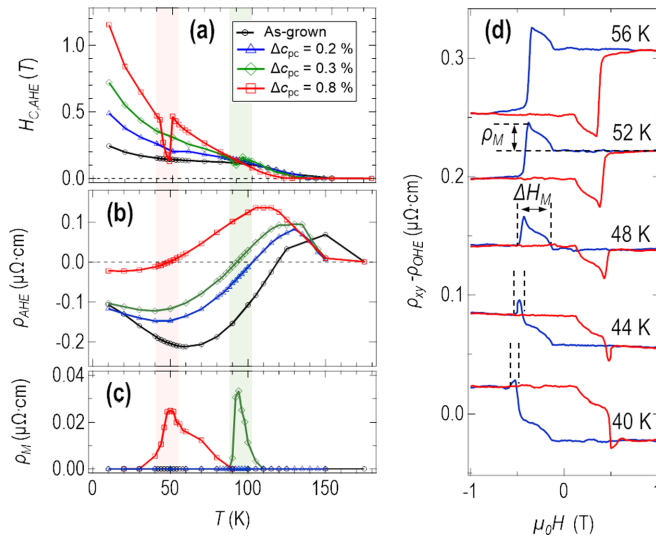 (a)
As-grown
Δc_pc = 0.2 %
Δc_pc = 0.3 %
Δc_pc = 0.8 %
H_C,AHE (T)
1.0
0.5
0.0
(b)
ρ_AHE (μΩ·cm)
0.1
0.0
-0.1
-0.2
(c)
ρ_M (μΩ·cm)
0.04
0.02
0.00
0
50
100
150
T (K)
(d)
56 K
52 K
48 K
44 K
40 K
ρ_M
ΔH_M
ρ_xy -ρ_OHE (μΩ·cm)
0.3
0.2
0.1
0.0
-1
0
1
μ₀H (T)